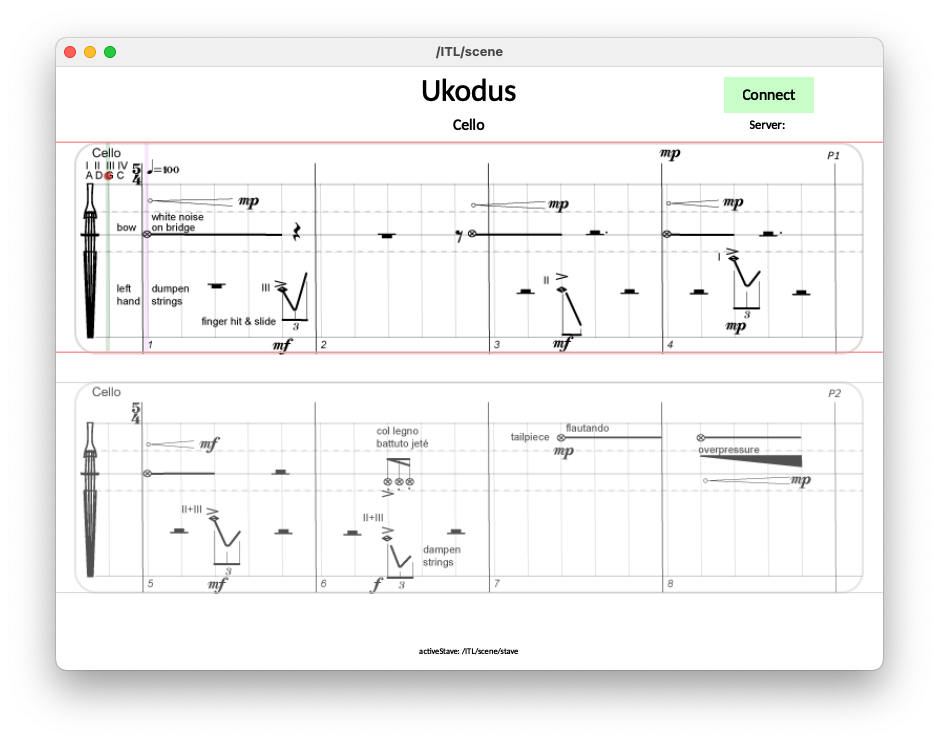 /ITL/scene
Ukodus
Connect
Cello
Server:
Cello
mp
P1
I II III IV
A D G C
5
4
♩=100
mp
mp
mp
white noise
on bridge
bow
I
left
hand
dumpen
strings
III
II
finger hit & slide
3
3
mp
mf
mf
1
2
3
4
Cello
P2
5
4
mf
col legno
battuto jeté
tailpiece
flautando
mp
overpressure
mp
II+III
II+III
dampen
strings
3
mf
f
3
5
6
7
8
activeStave: /ITL/scene/stave